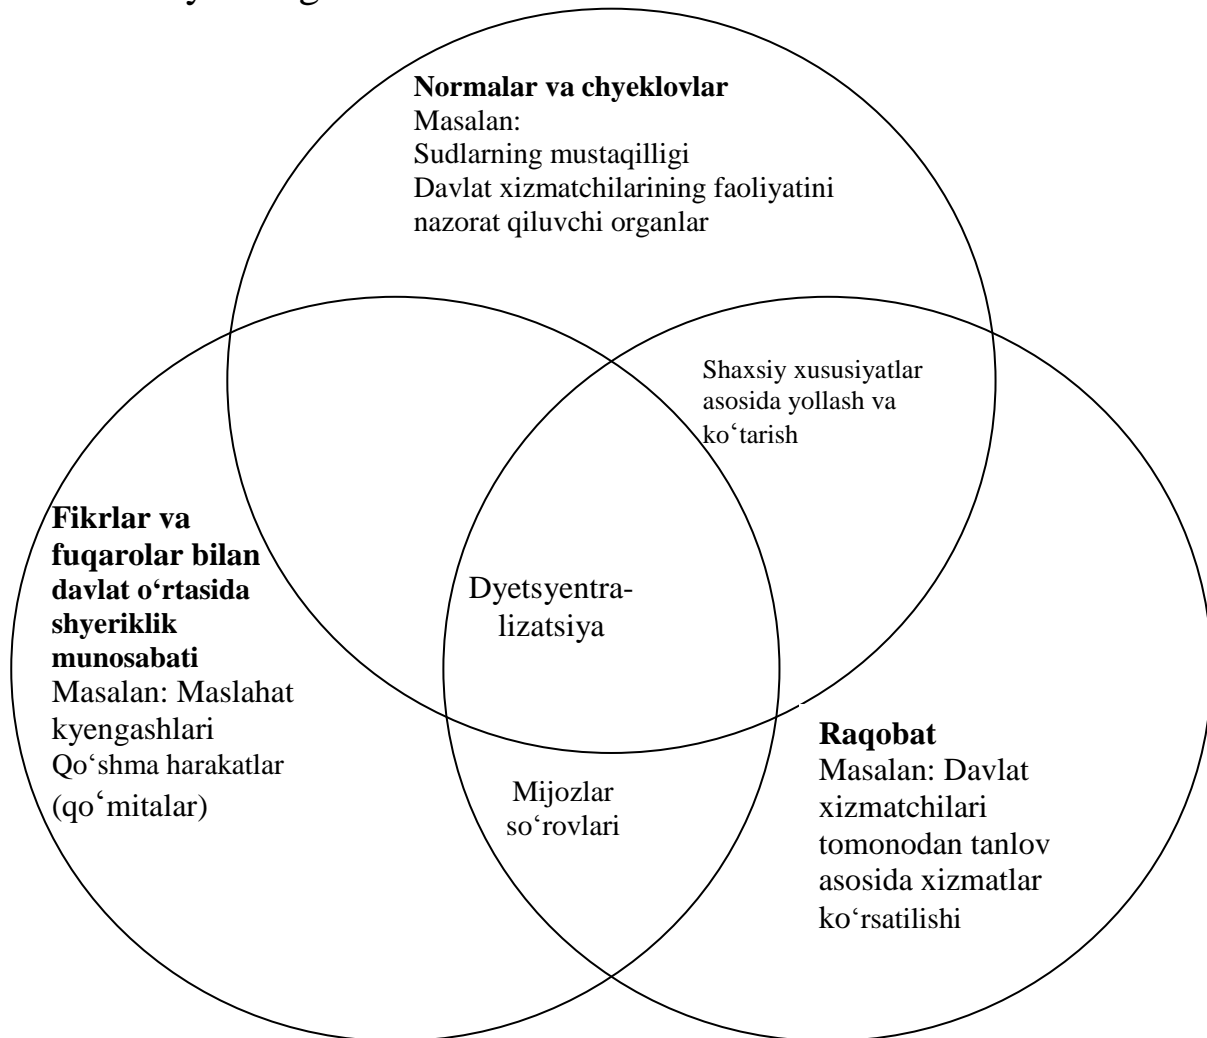 Normalar va chyeklovlar
Masalan:
Sudlarning mustaqilligi
Davlat xizmatchilarining faoliyatini
nazorat qiluvchi organlar
Shaxsiy xususiyatlar
asosida yollash va
ko‘tarish
Fikrlar va
fuqarolar bilan
davlat o‘rtasida
shyeriklik
munosabati
Masalan: Maslahat
kyengashlari
Qo‘shma harakatlar
(qo‘mitalar)
Dyetsyentra-
lizatsiya
Mijozlar
so‘rovlari
Raqobat
Masalan: Davlat
xizmatchilari
tomonodan tanlov
asosida xizmatlar
ko‘rsatilishi